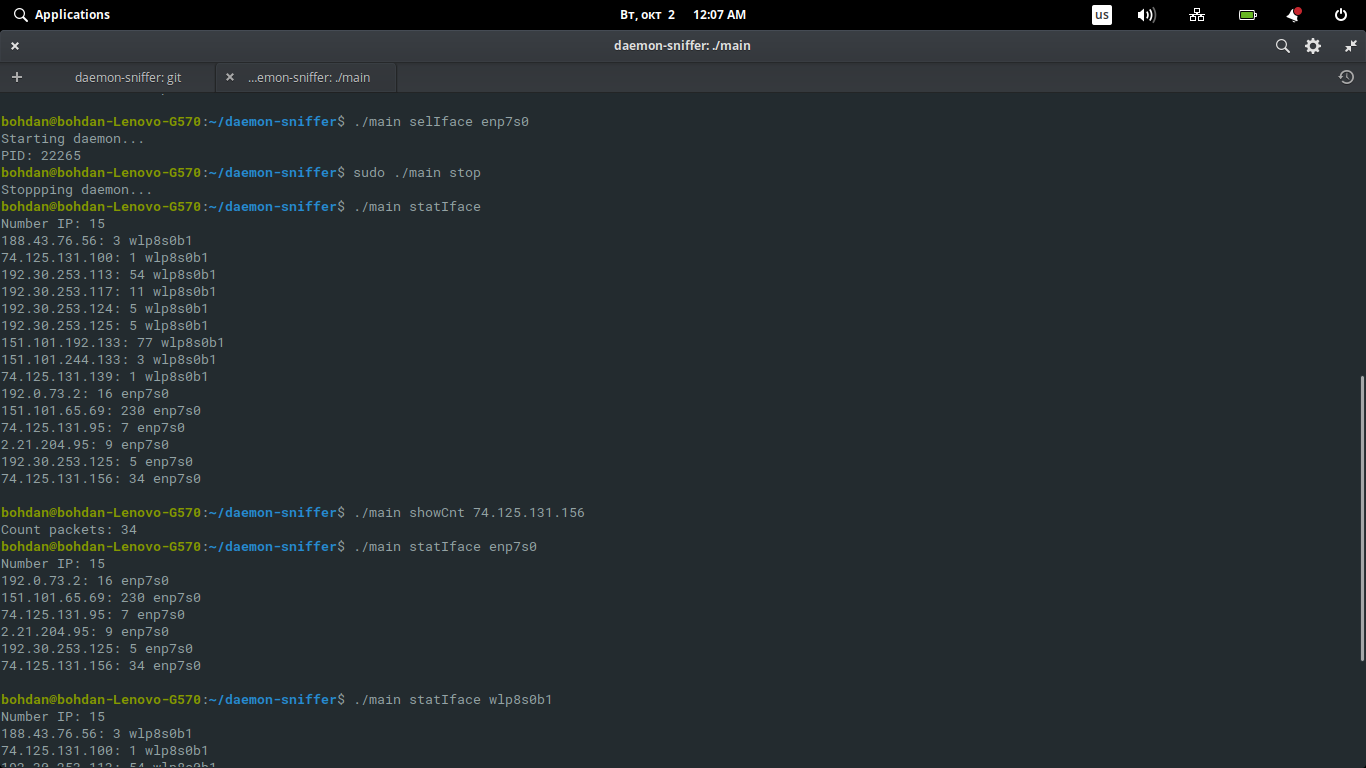 Applications
Вт, окт 2 12:07 AM
us
daemon-sniffer: ./main
daemon-sniffer: git
...emon-sniffer: ./main
bohdan@bohdan-Lenovo-G570:~/daemon-sniffer$ ./main selIface enp7s0
Starting daemon...
PID: 22265
bohdan@bohdan-Lenovo-G570:~/daemon-sniffer$ sudo ./main stop
Stoppping daemon...
bohdan@bohdan-Lenovo-G570:~/daemon-sniffer$ ./main statIface
Number IP: 15
188.43.76.56: 3 wlp8s0b1
74.125.131.100: 1 wlp8s0b1
192.30.253.113: 54 wlp8s0b1
192.30.253.117: 11 wlp8s0b1
192.30.253.124: 5 wlp8s0b1
192.30.253.125: 5 wlp8s0b1
151.101.192.133: 77 wlp8s0b1
151.101.244.133: 3 wlp8s0b1
74.125.131.139: 1 wlp8s0b1
192.0.73.2: 16 enp7s0
151.101.65.69: 230 enp7s0
74.125.131.95: 7 enp7s0
2.21.204.95: 9 enp7s0
192.30.253.125: 5 enp7s0
74.125.131.156: 34 enp7s0
bohdan@bohdan-Lenovo-G570:~/daemon-sniffer$ ./main showCnt 74.125.131.156
Count packets: 34
bohdan@bohdan-Lenovo-G570:~/daemon-sniffer$ ./main statIface enp7s0
Number IP: 15
192.0.73.2: 16 enp7s0
151.101.65.69: 230 enp7s0
74.125.131.95: 7 enp7s0
2.21.204.95: 9 enp7s0
192.30.253.125: 5 enp7s0
74.125.131.156: 34 enp7s0
bohdan@bohdan-Lenovo-G570:~/daemon-sniffer$ ./main statIface wlp8s0b1
Number IP: 15
188.43.76.56: 3 wlp8s0b1
74.125.131.100: 1 wlp8s0b1
192.30.253.113: 54 wlp8s0b1